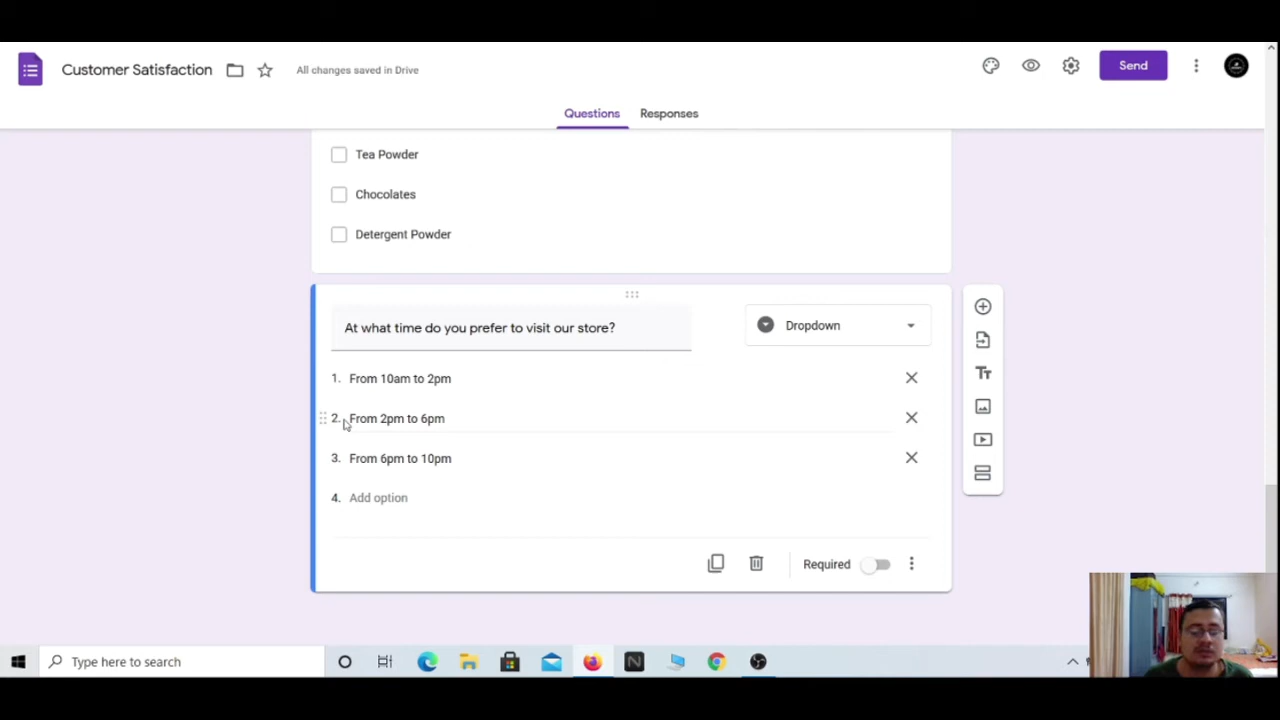 Customer Satisfaction
All changes saved in Drive
Send
Questions
Responses
Tea Powder
Chocolates
Detergent Powder
At what time do you prefer to visit our store?
Dropdown
1. From 10am to 2pm
2. From 2pm to 6pm
3. From 6pm to 10pm
4. Add option
Required
Type here to search